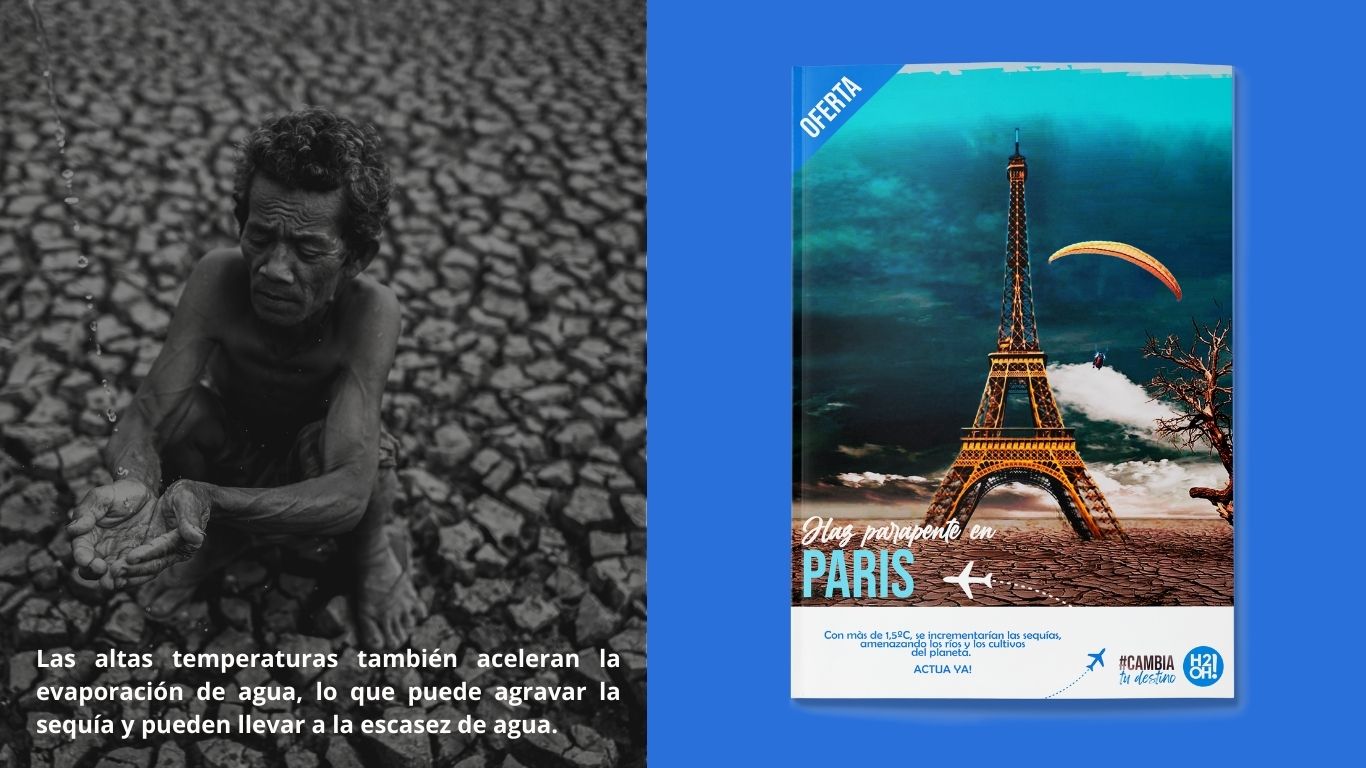 Las altas temperaturas también aceleran la
evaporación de agua, lo que puede agravar la
sequía y pueden llevar a la escasez de agua.
OFERTA
Haz parapente en
PARIS
Con màs de 1,5ºC, se incrementarían las sequías,
amenazando los ríos y los cultivos
del planeta.
ACTUA YA!
#CAMBIA
tu destino
H2
OH!